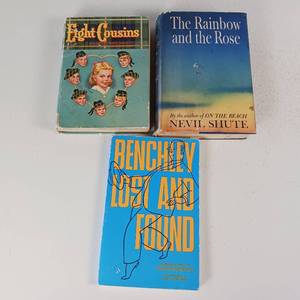 Eight Cousins
The Rainbow
and the Rose
By the author of ON THE BEACH
NEVIL SHUTE
BENCHLEY
LOST AND
FOUND